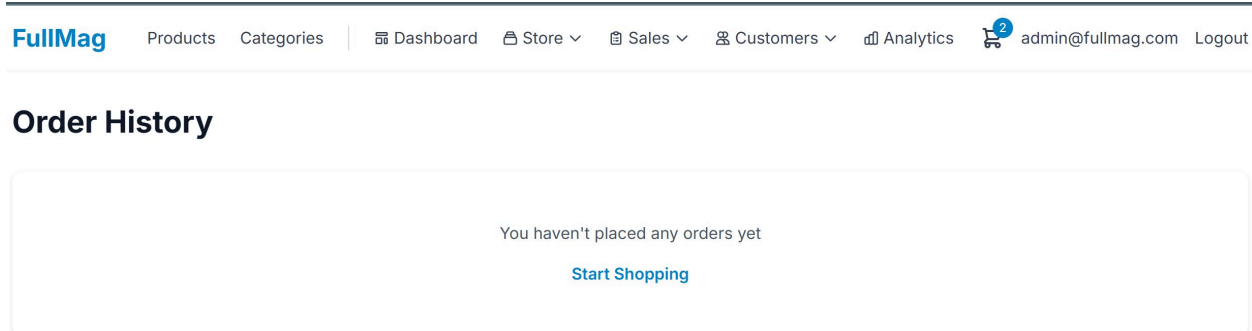 FullMag Products Categories Dashboard Store Sales Customers Analytics 2 admin@fullmag.com Logout
Order History
You haven't placed any orders yet
Start Shopping